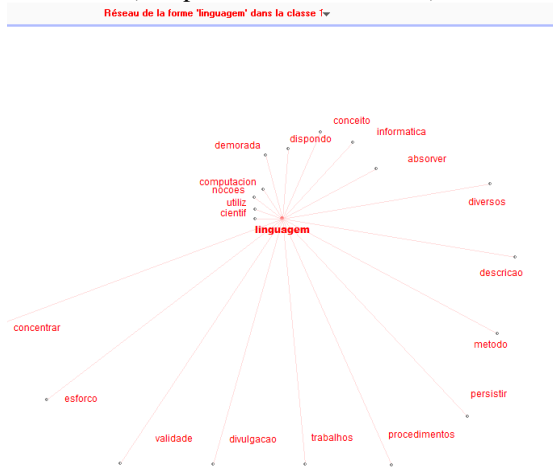 Réseau de la forme 'linguagem' dans la classe 1
conceito
informatica
dispondo
demorada
absorver
computacion
nocoes
diversos
utiliz
cientif
linguagem
descricao
concentrar
metodo
persistir
esforco
procedimentos
validade
divulgacao
trabalhos